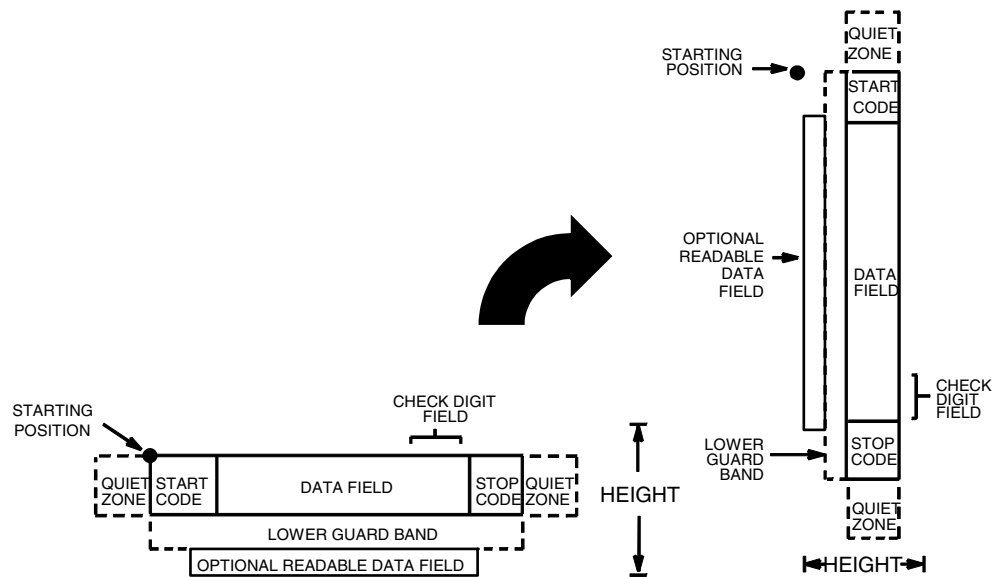 QUIET
ZONE
STARTING
POSITION
START
CODE
OPTIONAL
READABLE
DATA
FIELD
DATA
FIELD
CHECK
DIGIT
FIELD
LOWER
GUARD
BAND
STOP
CODE
QUIET
ZONE
HEIGHT
STARTING
POSITION
CHECK DIGIT
FIELD
QUIET
ZONE
START
CODE
DATA FIELD
STOP
CODE
QUIET
ZONE
HEIGHT
LOWER GUARD BAND
OPTIONAL READABLE DATA FIELD